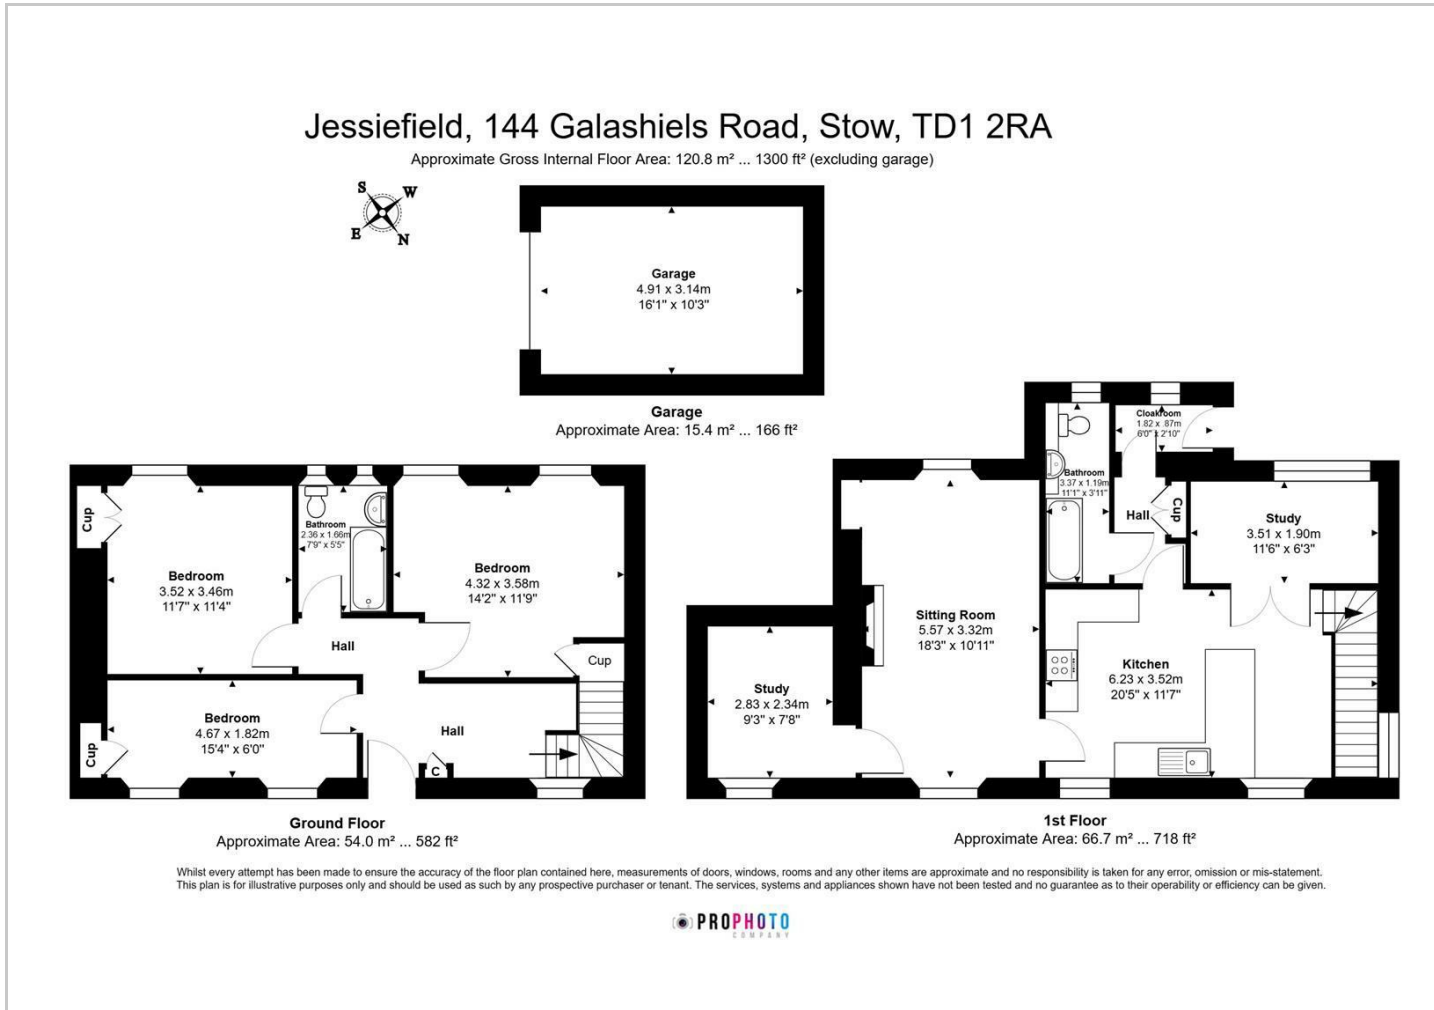 Jessiefield, 144 Galashiels Road, Stow, TD1 2RA
Approximate Gross Internal Floor Area: 120.8 m² ... 1300 ft² (excluding garage)
S
W
E
N
Garage
4.91 x 3.14m
16'1" x 10'3"
Garage
Approximate Area: 15.4 m² ... 166 ft²
Cup
Bedroom
3.52 x 3.46m
11'7" x 11'4"
Bathroom
2.36 x 1.66m
7'9" x 5'5"
Bedroom
4.32 x 3.58m
14'2" x 11'9"
Hall
Cup
Bedroom
4.67 x 1.82m
15'4" x 6'0"
Cup
Hall
C
Ground Floor
Approximate Area: 54.0 m² ... 582 ft²
Cloakroom
1.82 x .87m
6'0" x 2'10"
Bathroom
3.37 x 1.19m
11'1" x 3'11"
Hall
Cup
Study
3.51 x 1.90m
11'6" x 6'3"
Sitting Room
5.57 x 3.32m
18'3" x 10'11"
Kitchen
6.23 x 3.52m
20'5" x 11'7"
Study
2.83 x 2.34m
9'3" x 7'8"
1st Floor
Approximate Area: 66.7 m² ... 718 ft²
Whilst every attempt has been made to ensure the accuracy of the floor plan contained here, measurements of doors, windows, rooms and any other items are approximate and no responsibility is taken for any error, omission or mis-statement.
This plan is for illustrative purposes only and should be used as such by any prospective purchaser or tenant. The services, systems and appliances shown have not been tested and no guarantee as to their operability or efficiency can be given.
PROPHOTO
COMPANY